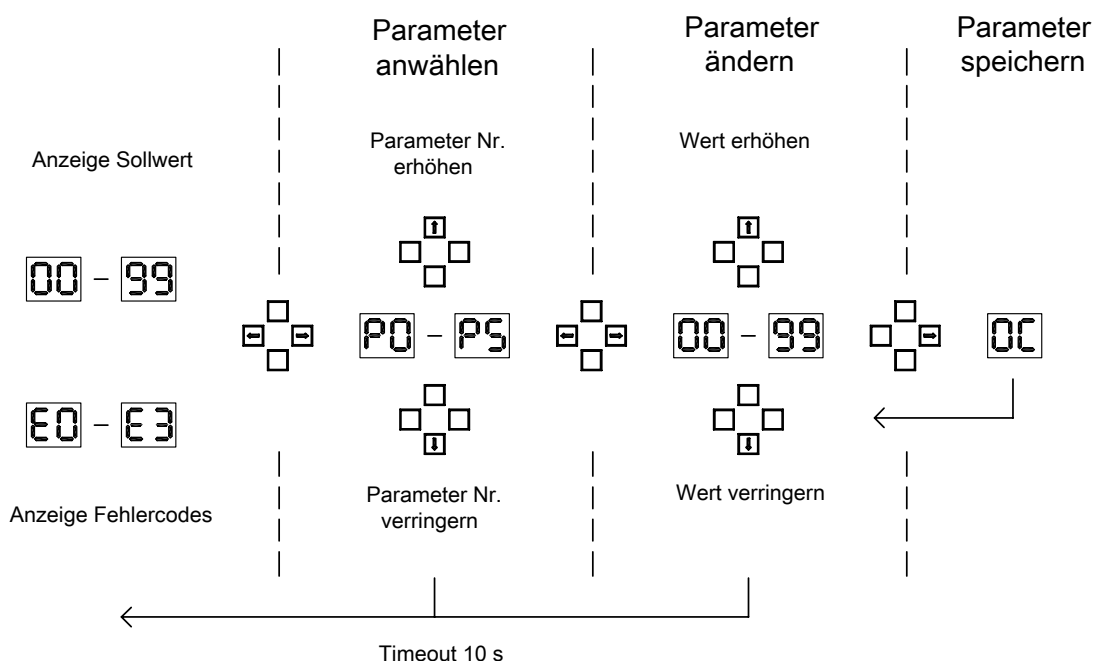 Parameter
anwählen
Parameter
ändern
Parameter
speichern
Anzeige Sollwert
Parameter Nr.
erhöhen
Wert erhöhen
00 – 99
P0 – P5
00 – 99
0C
E0 – E3
Anzeige Fehlercodes
Parameter Nr.
verringern
Wert verringern
Timeout 10 s